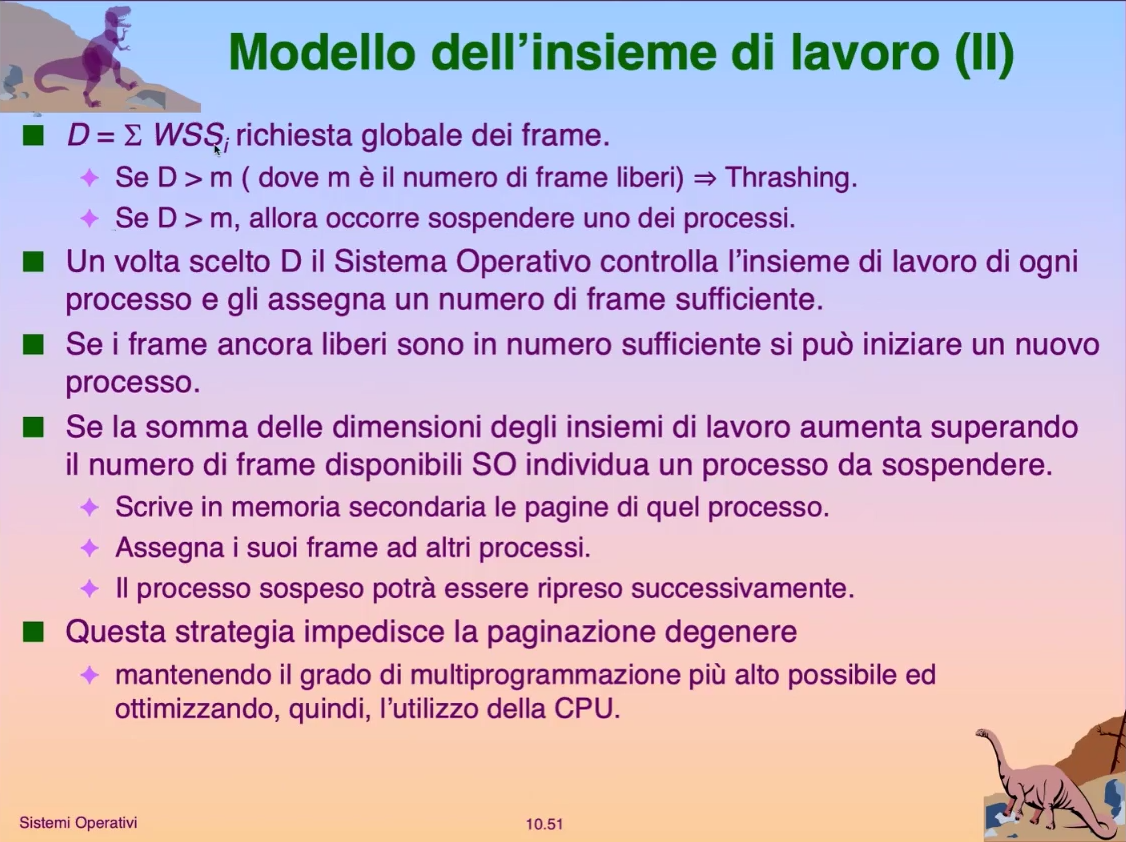 Modello dell'insieme di lavoro (II)
D = Σ WSSi richiesta globale dei frame.
Se D > m ( dove m è il numero di frame liberi) ⇒ Thrashing.
Se D > m, allora occorre sospendere uno dei processi.
Un volta scelto D il Sistema Operativo controlla l'insieme di lavoro di ogni
processo e gli assegna un numero di frame sufficiente.
Se i frame ancora liberi sono in numero sufficiente si può iniziare un nuovo
processo.
Se la somma delle dimensioni degli insiemi di lavoro aumenta superando
il numero di frame disponibili SO individua un processo da sospendere.
Scrive in memoria secondaria le pagine di quel processo.
Assegna i suoi frame ad altri processi.
Il processo sospeso potrà essere ripreso successivamente.
Questa strategia impedisce la paginazione degenere
mantenendo il grado di multiprogrammazione più alto possibile ed
ottimizzando, quindi, l'utilizzo della CPU.
Sistemi Operativi
10.51